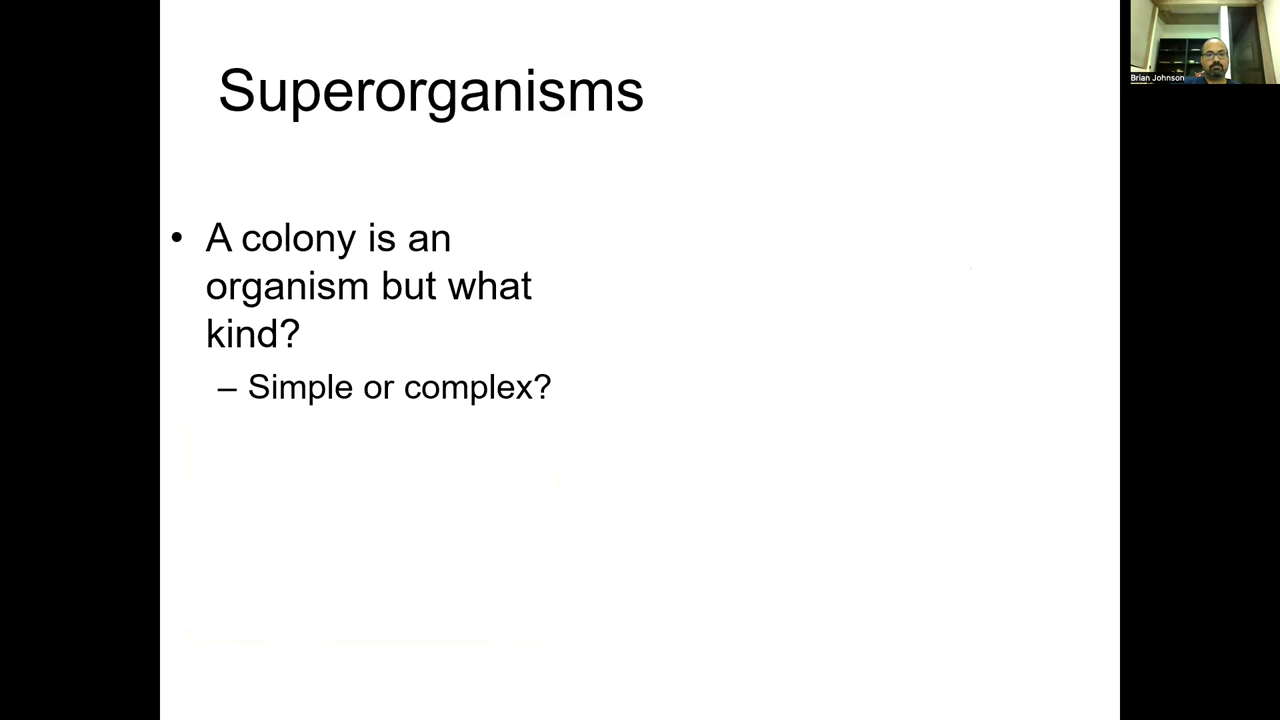 Superorganisms
• A colony is an
organism but what
kind?
– Simple or complex?
Brian Johnson